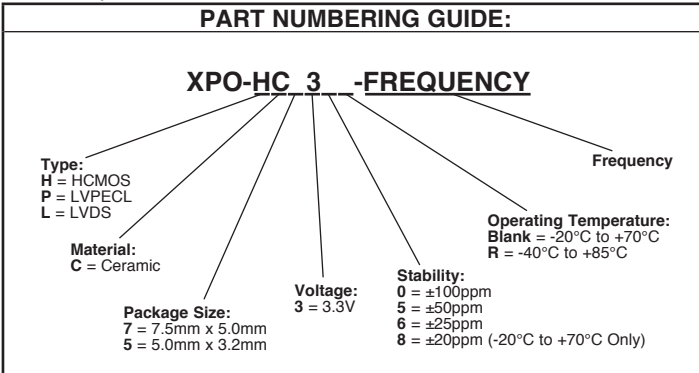 PART NUMBERING GUIDE:
XPO-HC_3__-FREQUENCY
Type:
H = HCMOS
P = LVPECL
L = LVDS
Material:
C = Ceramic
Package Size:
7 = 7.5mm x 5.0mm
5 = 5.0mm x 3.2mm
Voltage:
3 = 3.3V
Stability:
0 = ±100ppm
5 = ±50ppm
6 = ±25ppm
8 = ±20ppm (-20°C to +70°C Only)
Operating Temperature:
Blank = -20°C to +70°C
R = -40°C to +85°C
Frequency